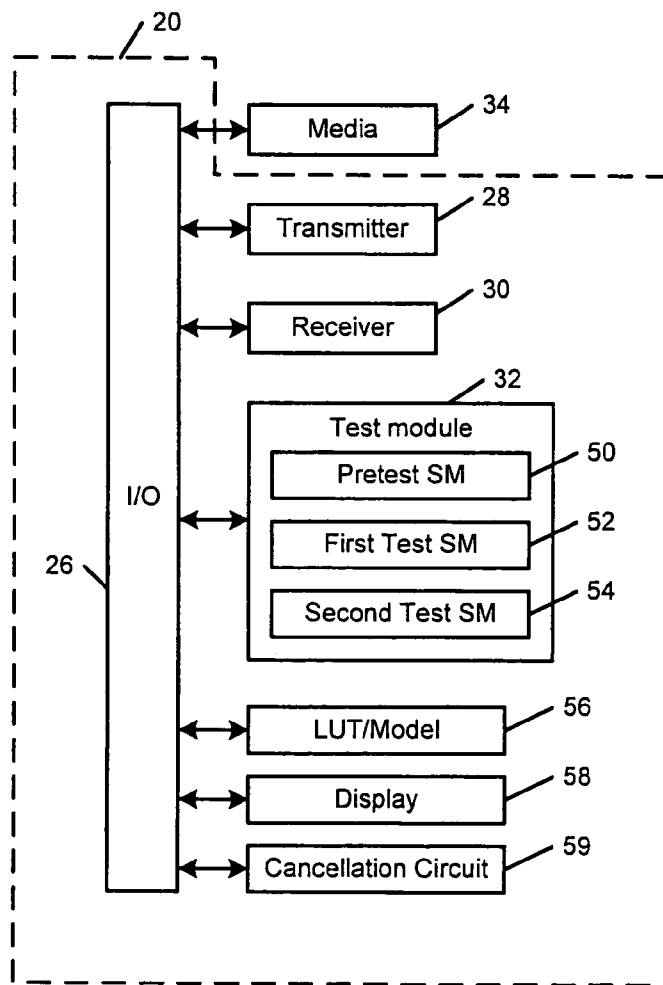 20
34
Media
28
Transmitter
30
Receiver
32
Test module
50
Pretest SM
I/O
52
First Test SM
26
54
Second Test SM
56
LUT/Model
58
Display
59
Cancellation Circuit